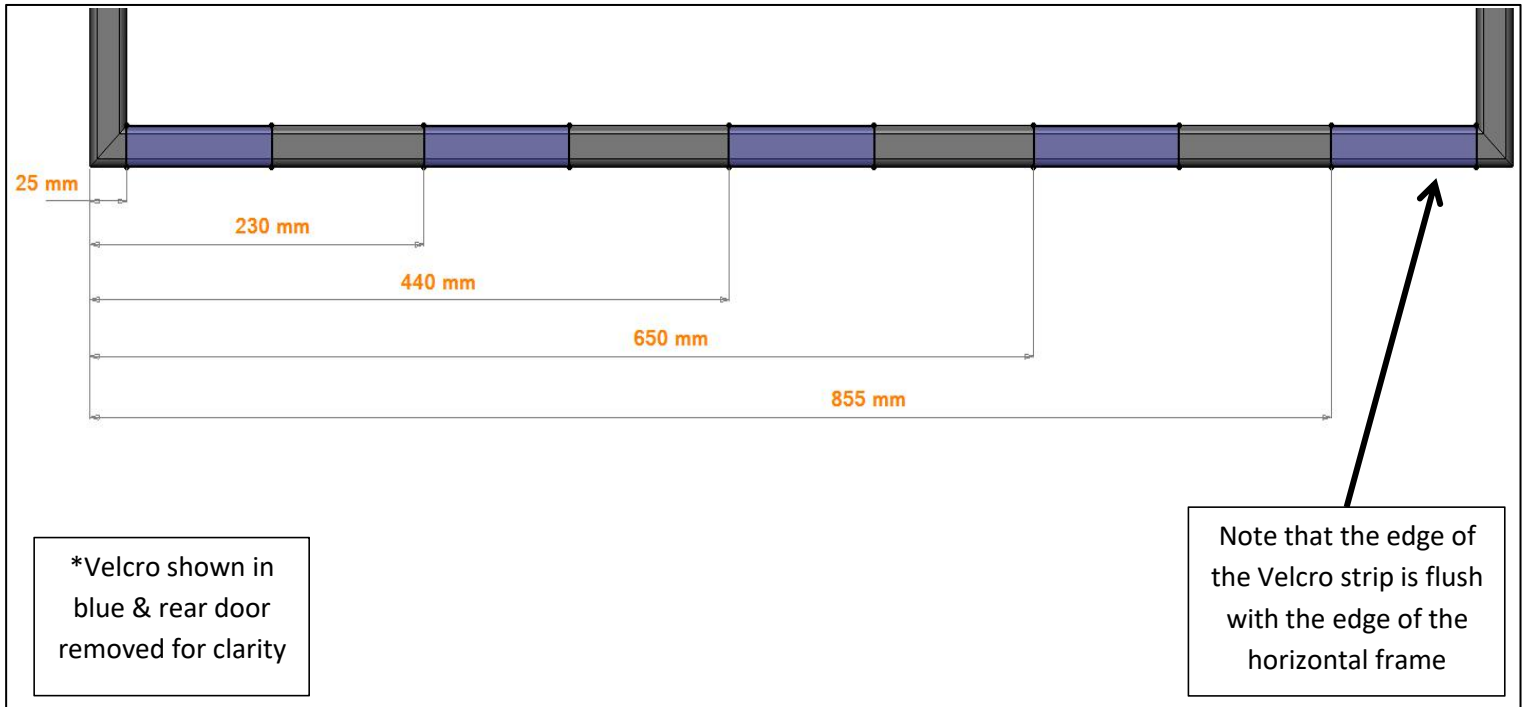 25 mm
230 mm
440 mm
650 mm
855 mm
*Velcro shown in
blue & rear door
removed for clarity
Note that the edge of
the Velcro strip is flush
with the edge of the
horizontal frame